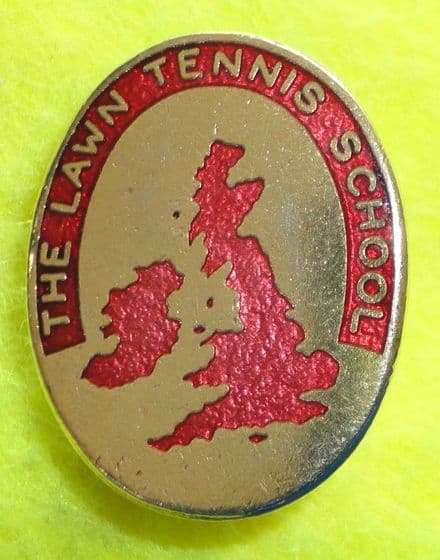 THE LAWN TENNIS SCHOOL